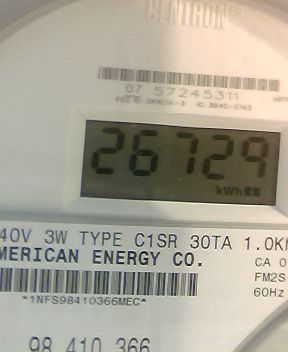 CENTRON®
07 57245311
26729
kWh
40V 3W TYPE C1SR 30TA 1.0K
MERICAN ENERGY CO.
CA 0
FM2S
60Hz
*1NFS98410366MEC*
98 410 366